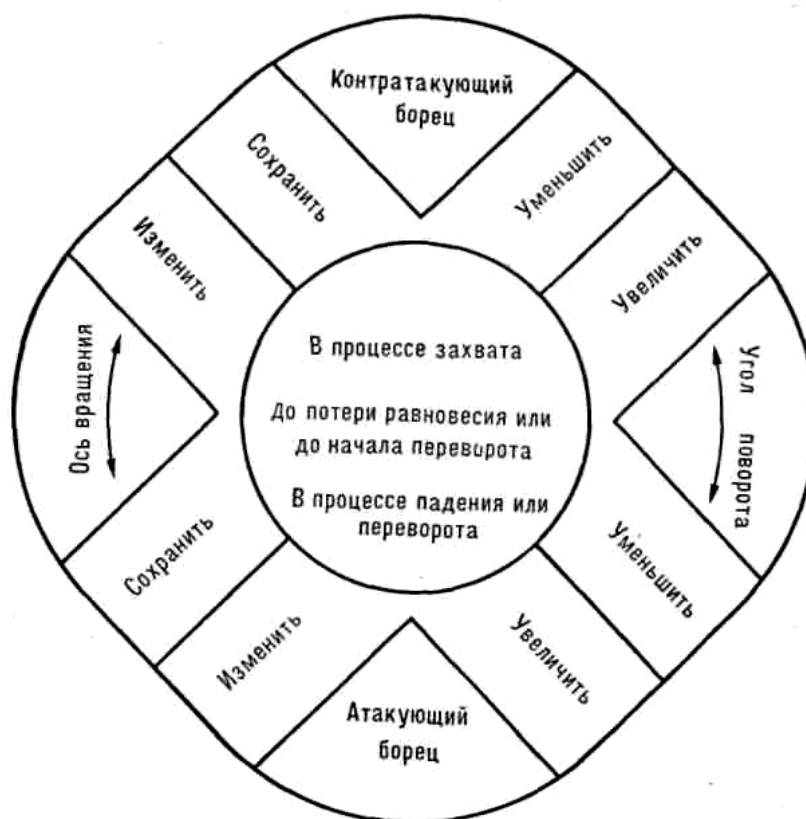 Контратакующий
борец
Сохранить
Уменьшить
Изменить
Увеличить
Ось вращения
В процессе захвата
До потери равновесия или
до начала переворота
В процессе падения или
переворота
Угол поворота
Сохранить
Уменьшить
Изменить
Увеличить
Атакующий
борец